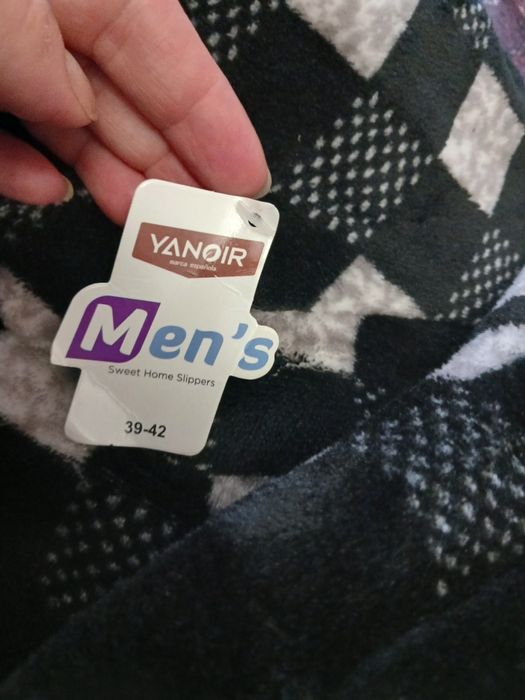 YANOIR
marca española
Men's
Sweet Home Slippers
39-42